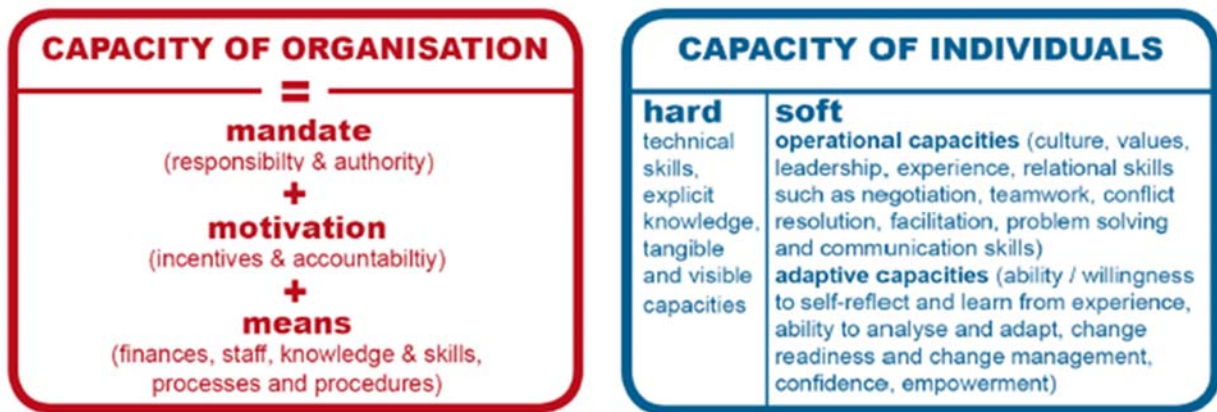 CAPACITY OF ORGANISATION
=
mandate
(responsibilty & authority)
+
motivation
(incentives & accountabiltiy)
+
means
(finances, staff, knowledge & skills,
processes and procedures)
CAPACITY OF INDIVIDUALS
hard
technical
skills,
explicit
knowledge,
tangible
and visible
capacities
soft
operational capacities (culture, values,
leadership, experience, relational skills
such as negotiation, teamwork, conflict
resolution, facilitation, problem solving
and communication skills)
adaptive capacities (ability / willingness
to self-reflect and learn from experience,
ability to analyse and adapt, change
readiness and change management,
confidence, empowerment)